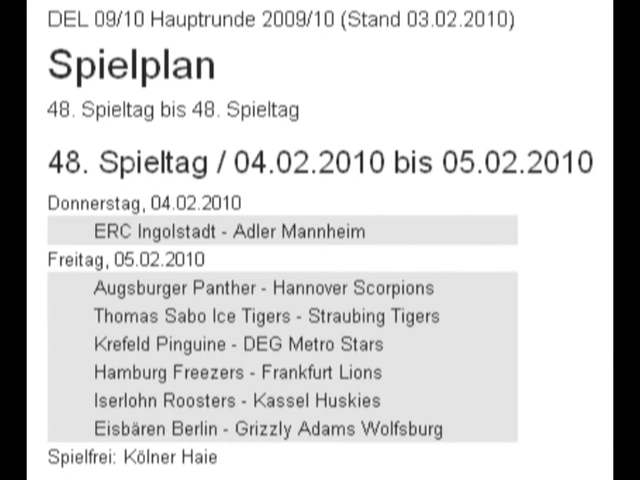 DEL 09/10 Hauptrunde 2009/10 (Stand 03.02.2010)
Spielplan
48. Spieltag bis 48. Spieltag
48. Spieltag / 04.02.2010 bis 05.02.2010
Donnerstag, 04.02.2010
ERC Ingolstadt - Adler Mannheim
Freitag, 05.02.2010
Augsburger Panther - Hannover Scorpions
Thomas Sabo Ice Tigers - Straubing Tigers
Krefeld Pinguine - DEG Metro Stars
Hamburg Freezers - Frankfurt Lions
Iserlohn Roosters - Kassel Huskies
Eisbären Berlin - Grizzly Adams Wolfsburg
Spielfrei: Kölner Haie